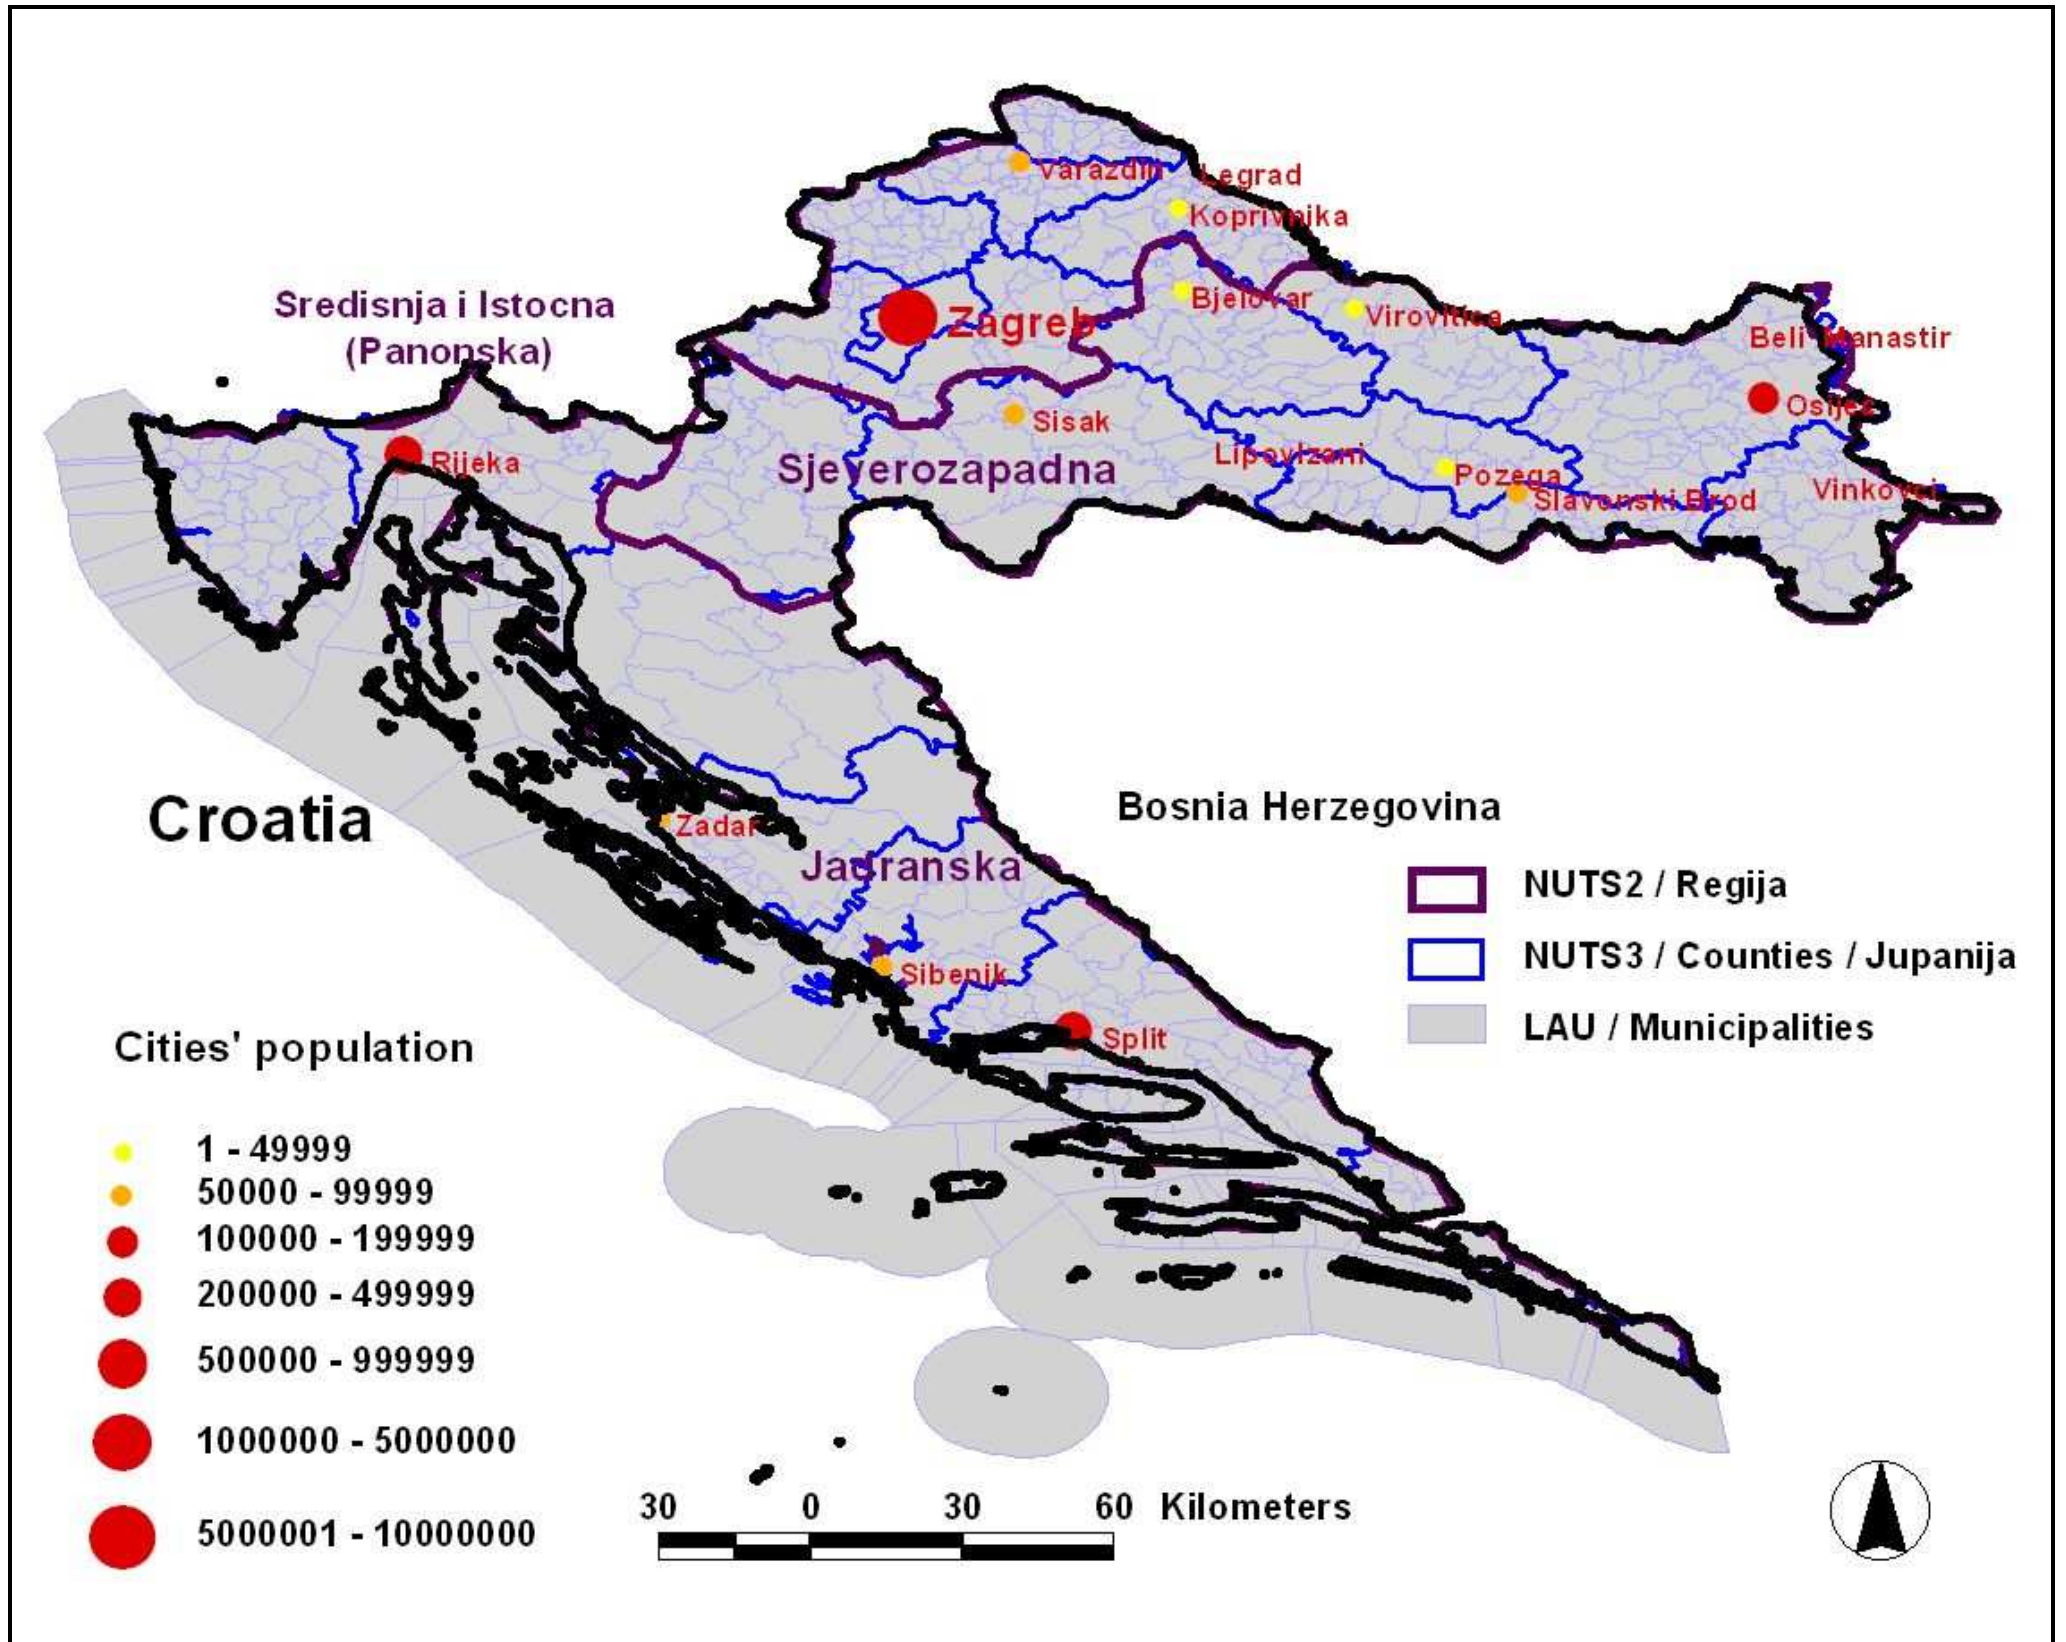 Varazdin
Legrad
Koprivnika
Sredisnja i Istocna
(Panonska)
Zagreb
Bjelovar
Virovitica
Beli Manastir
Osijek
Sisak
Rijeka
Sjeverozapadna
Lipovlzani
Pozega
Slavonski Brod
Vinkovci
Croatia
Zadar
Jadranska
Bosnia Herzegovina
NUTS2 / Regija
NUTS3 / Counties / Jupanija
LAU / Municipalities
Sibenik
Split
Cities' population
1 - 49999
50000 - 99999
100000 - 199999
200000 - 499999
500000 - 999999
1000000 - 5000000
5000001 - 10000000
30 0 30 60 Kilometers